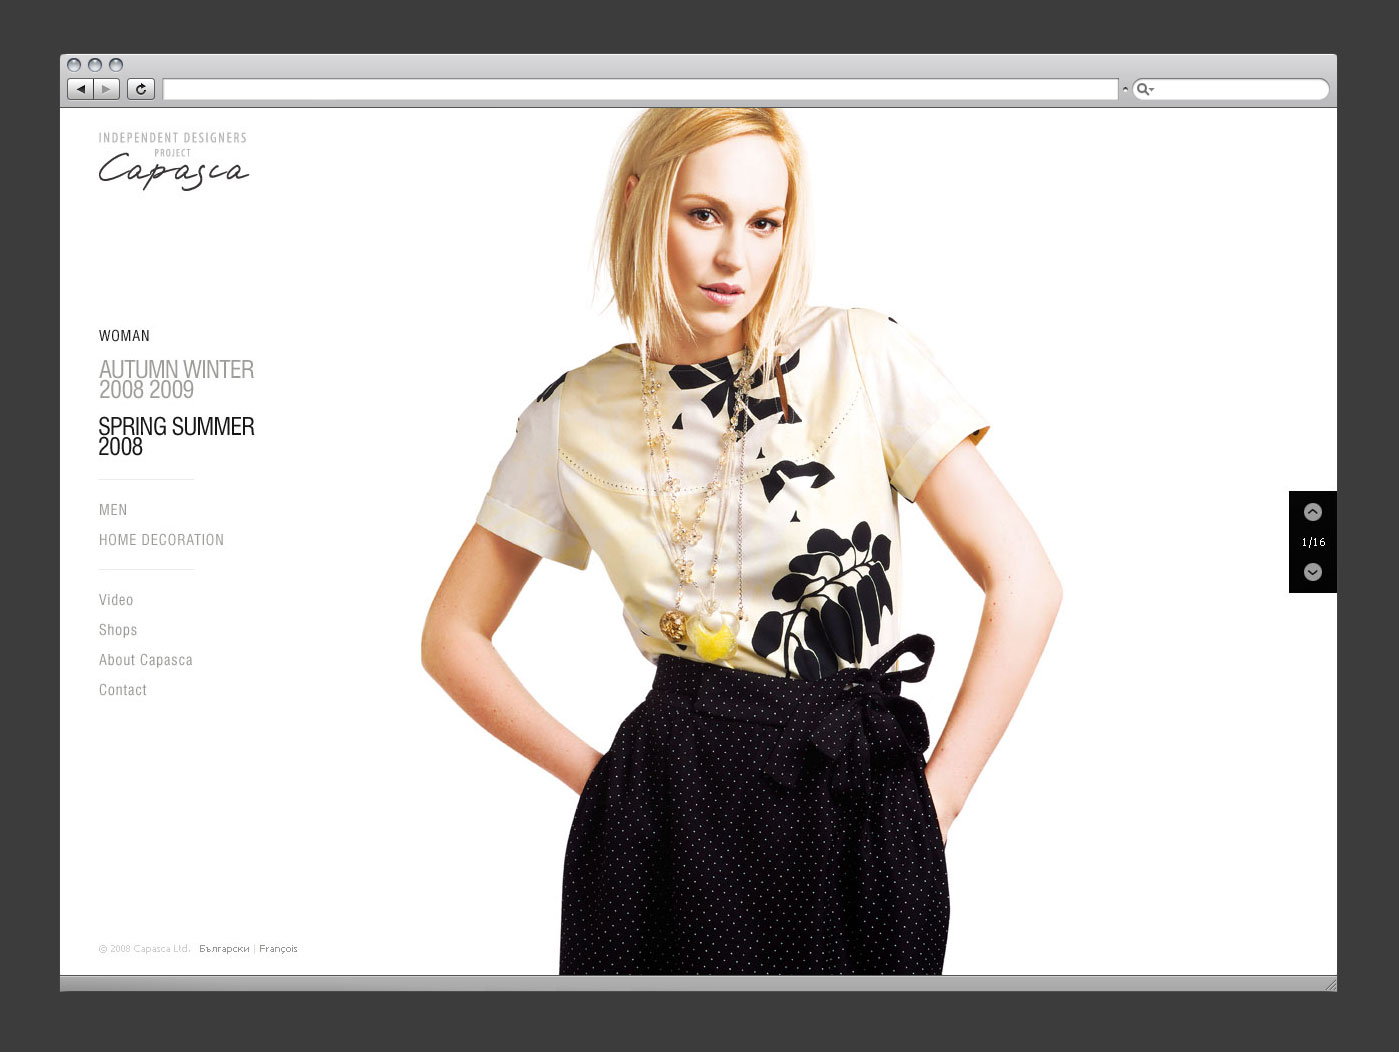 INDEPENDENT DESIGNERS
PROJECT
Capasca
WOMAN
AUTUMN WINTER
2008 2009
SPRING SUMMER
2008
MEN
HOME DECORATION
1/16
Video
Shops
About Capasca
Contact
© 2008 Capasca Ltd. Български | François